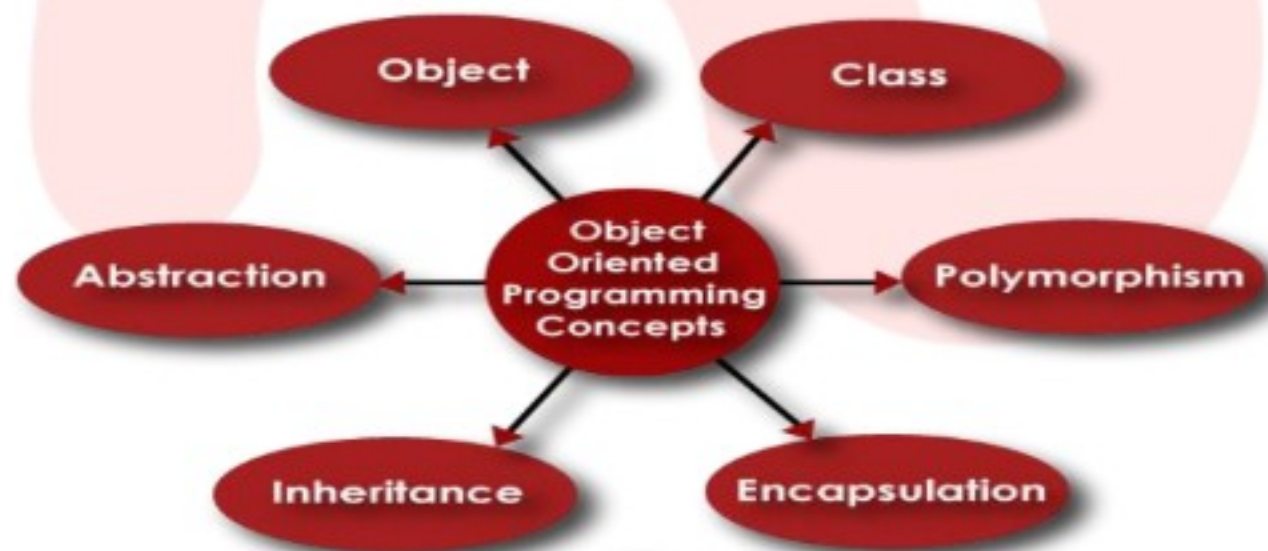 Object
Class
Object
Oriented
Programming
Concepts
Abstraction
Polymorphism
Inheritance
Encapsulation